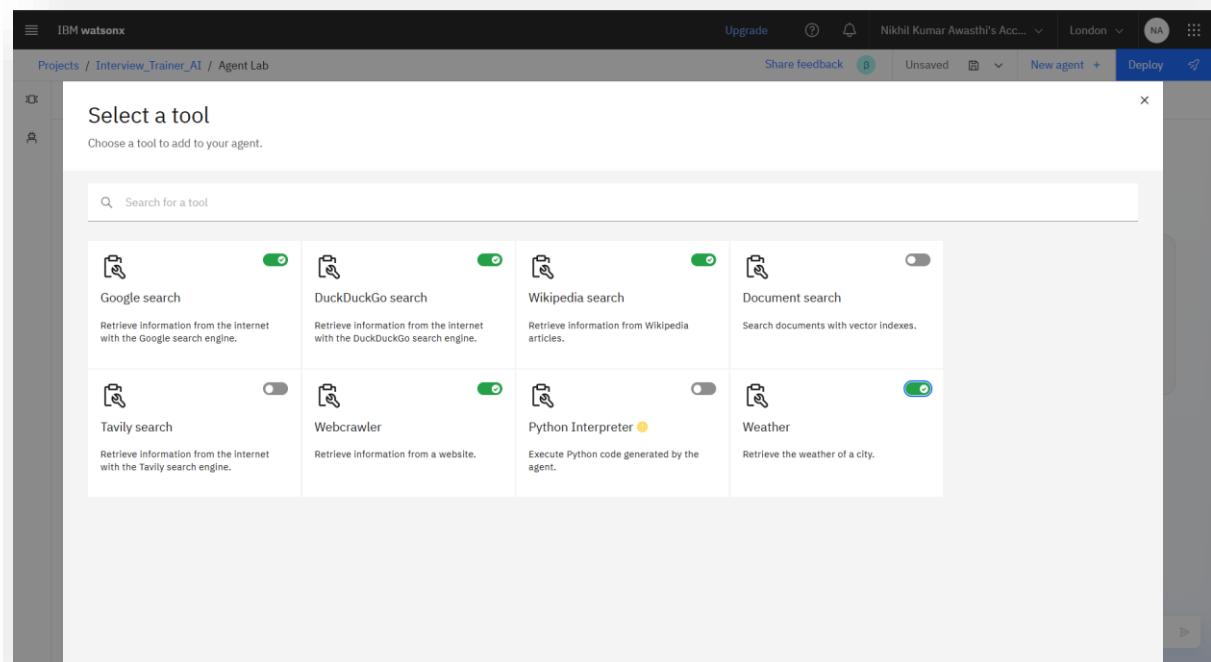 IBM watsonx
Upgrade
Nikhil Kumar Awasthi's Acc...
London
NA
Projects / Interview_Trainer_AI / Agent Lab
Share feedback
β
Unsaved
New agent +
Deploy
Select a tool
Choose a tool to add to your agent.
Search for a tool
Google search
Retrieve information from the internet
with the Google search engine.
DuckDuckGo search
Retrieve information from the internet
with the DuckDuckGo search engine.
Wikipedia search
Retrieve information from Wikipedia
articles.
Document search
Search documents with vector indexes.
Tavily search
Retrieve information from the internet
with the Tavily search engine.
Webcrawler
Retrieve information from a website.
Python Interpreter
Execute Python code generated by the
agent.
Weather
Retrieve the weather of a city.